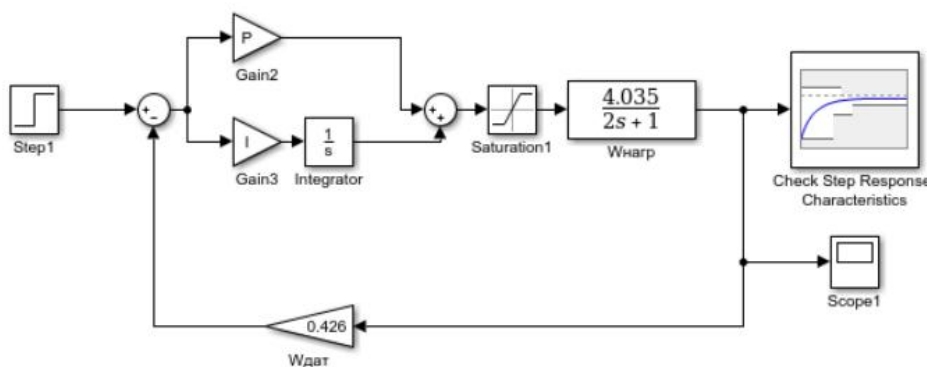 P
Gain2
Step1
+
-
I
Gain3
1
s
Integrator
+
+
Saturation1
4.035
2s + 1
Wнагр
Check Step Response
Characteristics
Scope1
0.426
Wдат